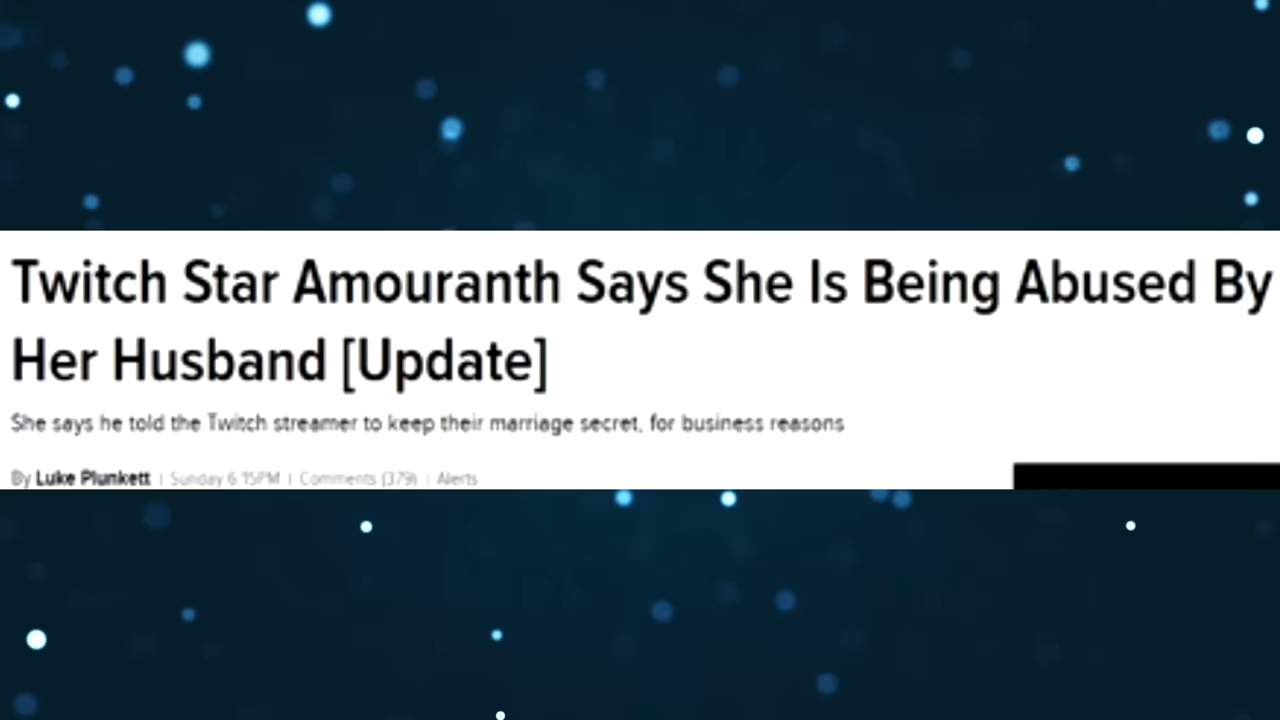 Twitch Star Amouranth Says She Is Being Abused By
Her Husband [Update]
She says he told the Twitch streamer to keep their marriage secret, for business reasons
By Luke Plunkett | Sunday 6:15PM | Comments (379) | Alerts